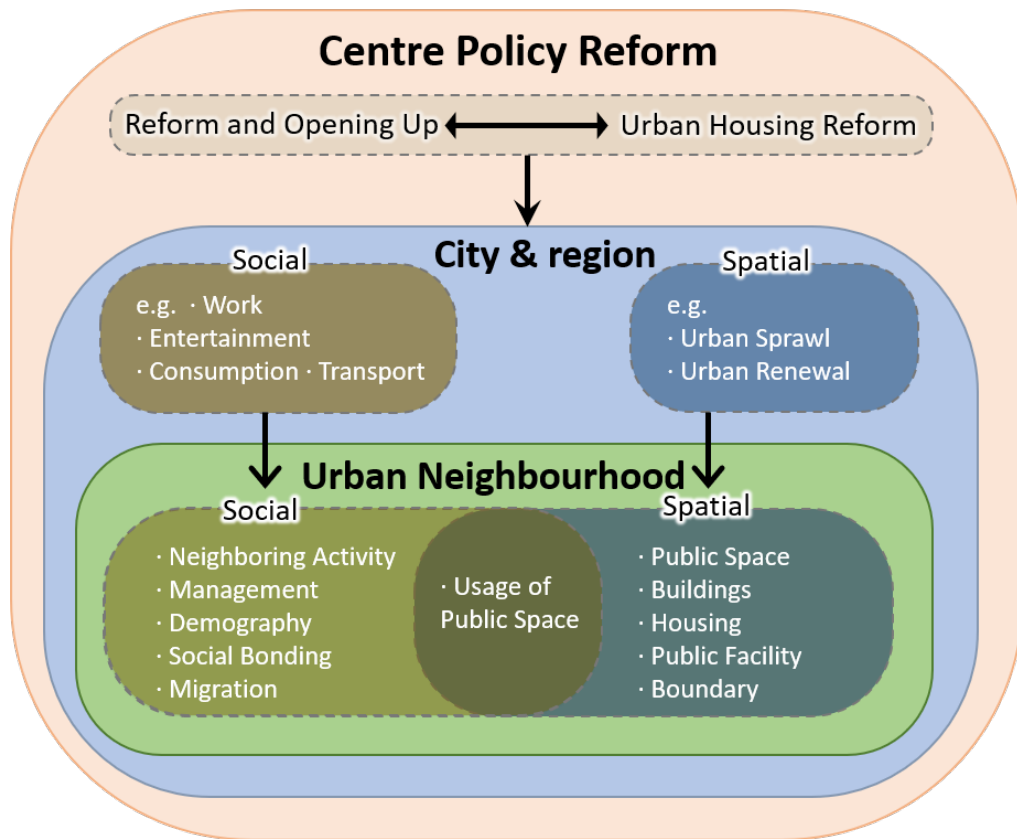 Centre Policy Reform
Reform and Opening Up
Urban Housing Reform
City & region
Social
e.g. · Work
· Entertainment
· Consumption · Transport
Spatial
e.g.
· Urban Sprawl
· Urban Renewal
Urban Neighbourhood
Social
· Neighboring Activity
· Management
· Demography
· Social Bonding
· Migration
· Usage of
Public Space
Spatial
· Public Space
· Buildings
· Housing
· Public Facility
· Boundary